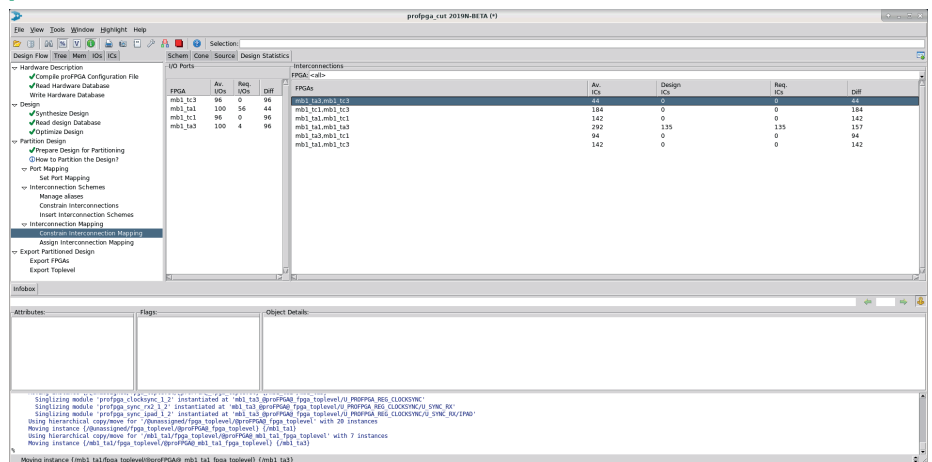 profpga_cut 2019N-BETA (*)
File View Tools Window Highlight Help
Selection:
Design Flow Tree Mem IOs ICs
Schem Cone Source Design Statistics
Hardware Description
Compile proFPGA Configuration File
Read Hardware Database
Write Hardware Database
Design
Synthesize Design
Read design Database
Optimize Design
Partition Design
Prepare Design for Partitioning
How to Partition the Design?
Port Mapping
Set Port Mapping
Interconnection Schemes
Manage aliases
Constrain Interconnections
Insert Interconnection Schemes
Interconnection Mapping
Constrain Interconnection Mapping
Assign Interconnection Mapping
Export Partitioned Design
Export FPGAs
Export Toplevel
I/O Ports
FPGA Av. I/Os Req. I/Os Diff
mb1_tc3 96 0 96
mb1_ta1 100 56 44
mb1_tc1 96 0 96
mb1_ta3 100 4 96
Interconnections
FPGA: <all>
FPGAs Av. ICs Design ICs Req. ICs Diff
mb1_ta3,mb1_tc3 44 0 0 44
mb1_tc1,mb1_tc3 184 0 0 184
mb1_ta1,mb1_tc1 142 0 0 142
mb1_ta1,mb1_ta3 292 135 135 157
mb1_ta3,mb1_tc1 94 0 0 94
mb1_ta1,mb1_tc3 142 0 0 142
Infobox
Attributes:
Flags:
Object Details:
Singlizing module 'profpga_clocksync_1_2' instantiated at 'mb1_ta3_@proFPGA@_fpga_toplevel/U_PROFPGA_REG_CLOCKSYNC'
Singlizing module 'profpga_sync_rx2_1_2' instantiated at 'mb1_ta3_@proFPGA@_fpga_toplevel/U_PROFPGA_REG_CLOCKSYNC/U_SYNC_RX'
Singlizing module 'profpga_sync_ipad_1_2' instantiated at 'mb1_ta3_@proFPGA@_fpga_toplevel/U_PROFPGA_REG_CLOCKSYNC/U_SYNC_RX/IPAD'
Using hierarchical copy/move for '/@unassigned/fpga_toplevel/@proFPGA@_fpga_toplevel' with 20 instances
Moving instance {/@unassigned/fpga_toplevel/@proFPGA@_fpga_toplevel} {/mb1_ta1}
Using hierarchical copy/move for '/mb1_ta1/fpga_toplevel/@proFPGA@_mb1_ta1_fpga_toplevel' with 7 instances
Moving instance {/mb1_ta1/fpga_toplevel/@proFPGA@_mb1_ta1_fpga_toplevel} {/mb1_ta3}
%
Moving instance {/mb1_ta1/fpga_toplevel/@proFPGA@_mb1_ta1_fpga_toplevel} {/mb1_ta3}